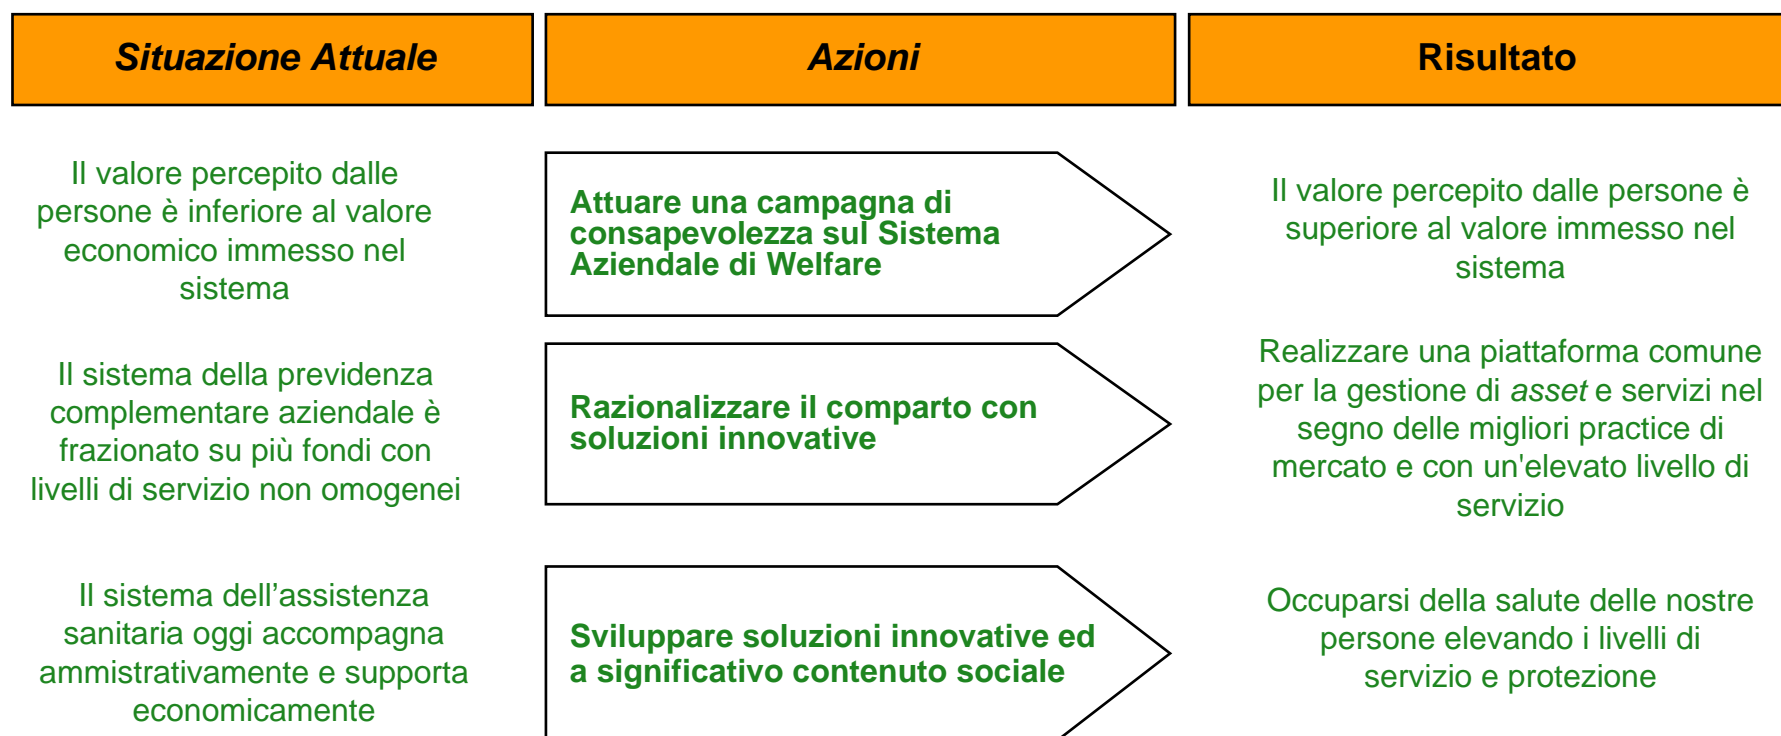 Situazione Attuale
Azioni
Risultato
Il valore percepito dalle
persone è inferiore al valore
economico immesso nel
sistema
Attuare una campagna di
consapevolezza sul Sistema
Aziendale di Welfare
Il valore percepito dalle persone è
superiore al valore immesso nel
sistema
Il sistema della previdenza
complementare aziendale è
frazionato su più fondi con
livelli di servizio non omogenei
Razionalizzare il comparto con
soluzioni innovative
Realizzare una piattaforma comune
per la gestione di asset e servizi nel
segno delle migliori practice di
mercato e con un'elevato livello di
servizio
Il sistema dell’assistenza
sanitaria oggi accompagna
ammistrativamente e supporta
economicamente
Sviluppare soluzioni innovative ed
a significativo contenuto sociale
Occuparsi della salute delle nostre
persone elevando i livelli di
servizio e protezione